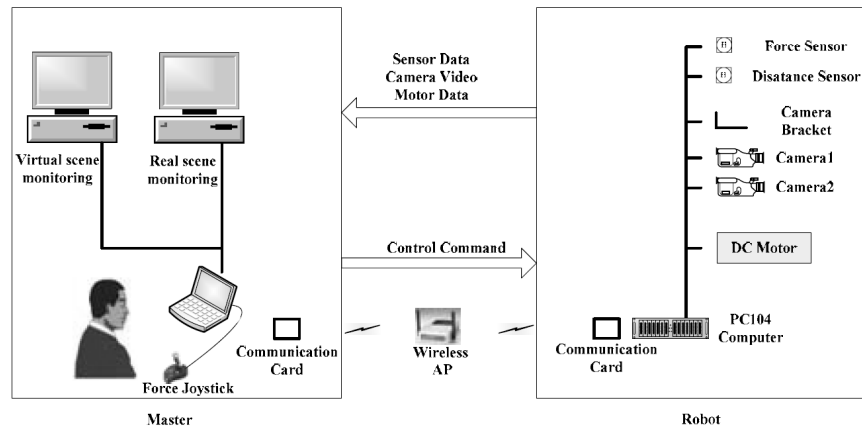 Virtual scene
monitoring
Real scene
monitoring
Force Joystick
Communication
Card
Master
Sensor Data
Camera Video
Motor Data
Control Command
Wireless
AP
Force Sensor
Disatance Sensor
Camera
Bracket
Camera1
Camera2
DC Motor
PC104
Computer
Communication
Card
Robot